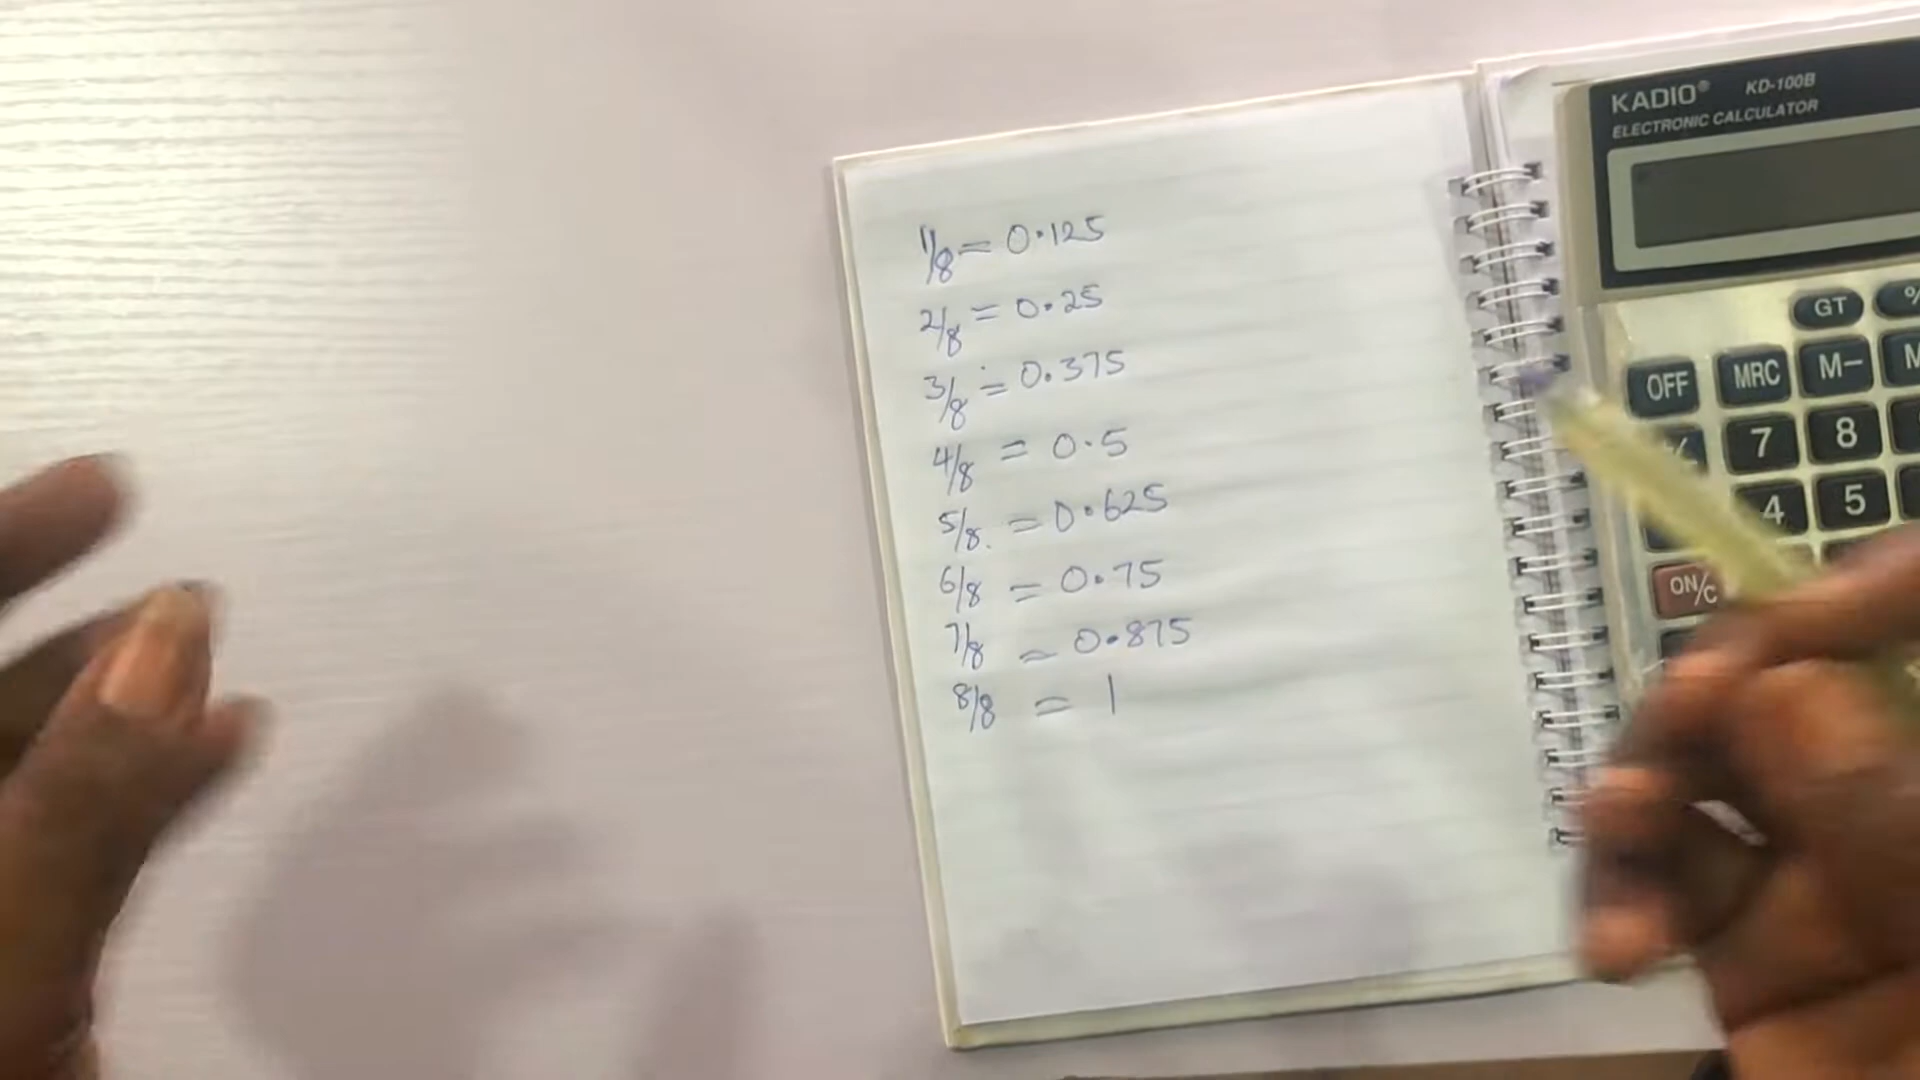 1/8 = 0.125
2/8 = 0.25
3/8 = 0.375
4/8 = 0.5
5/8. = 0.625
6/8 = 0.75
7/8 = 0.875
8/8 = 1
KADIO® KD-100B
ELECTRONIC CALCULATOR
GT %
OFF MRC M−
7 8
4 5
ON/C